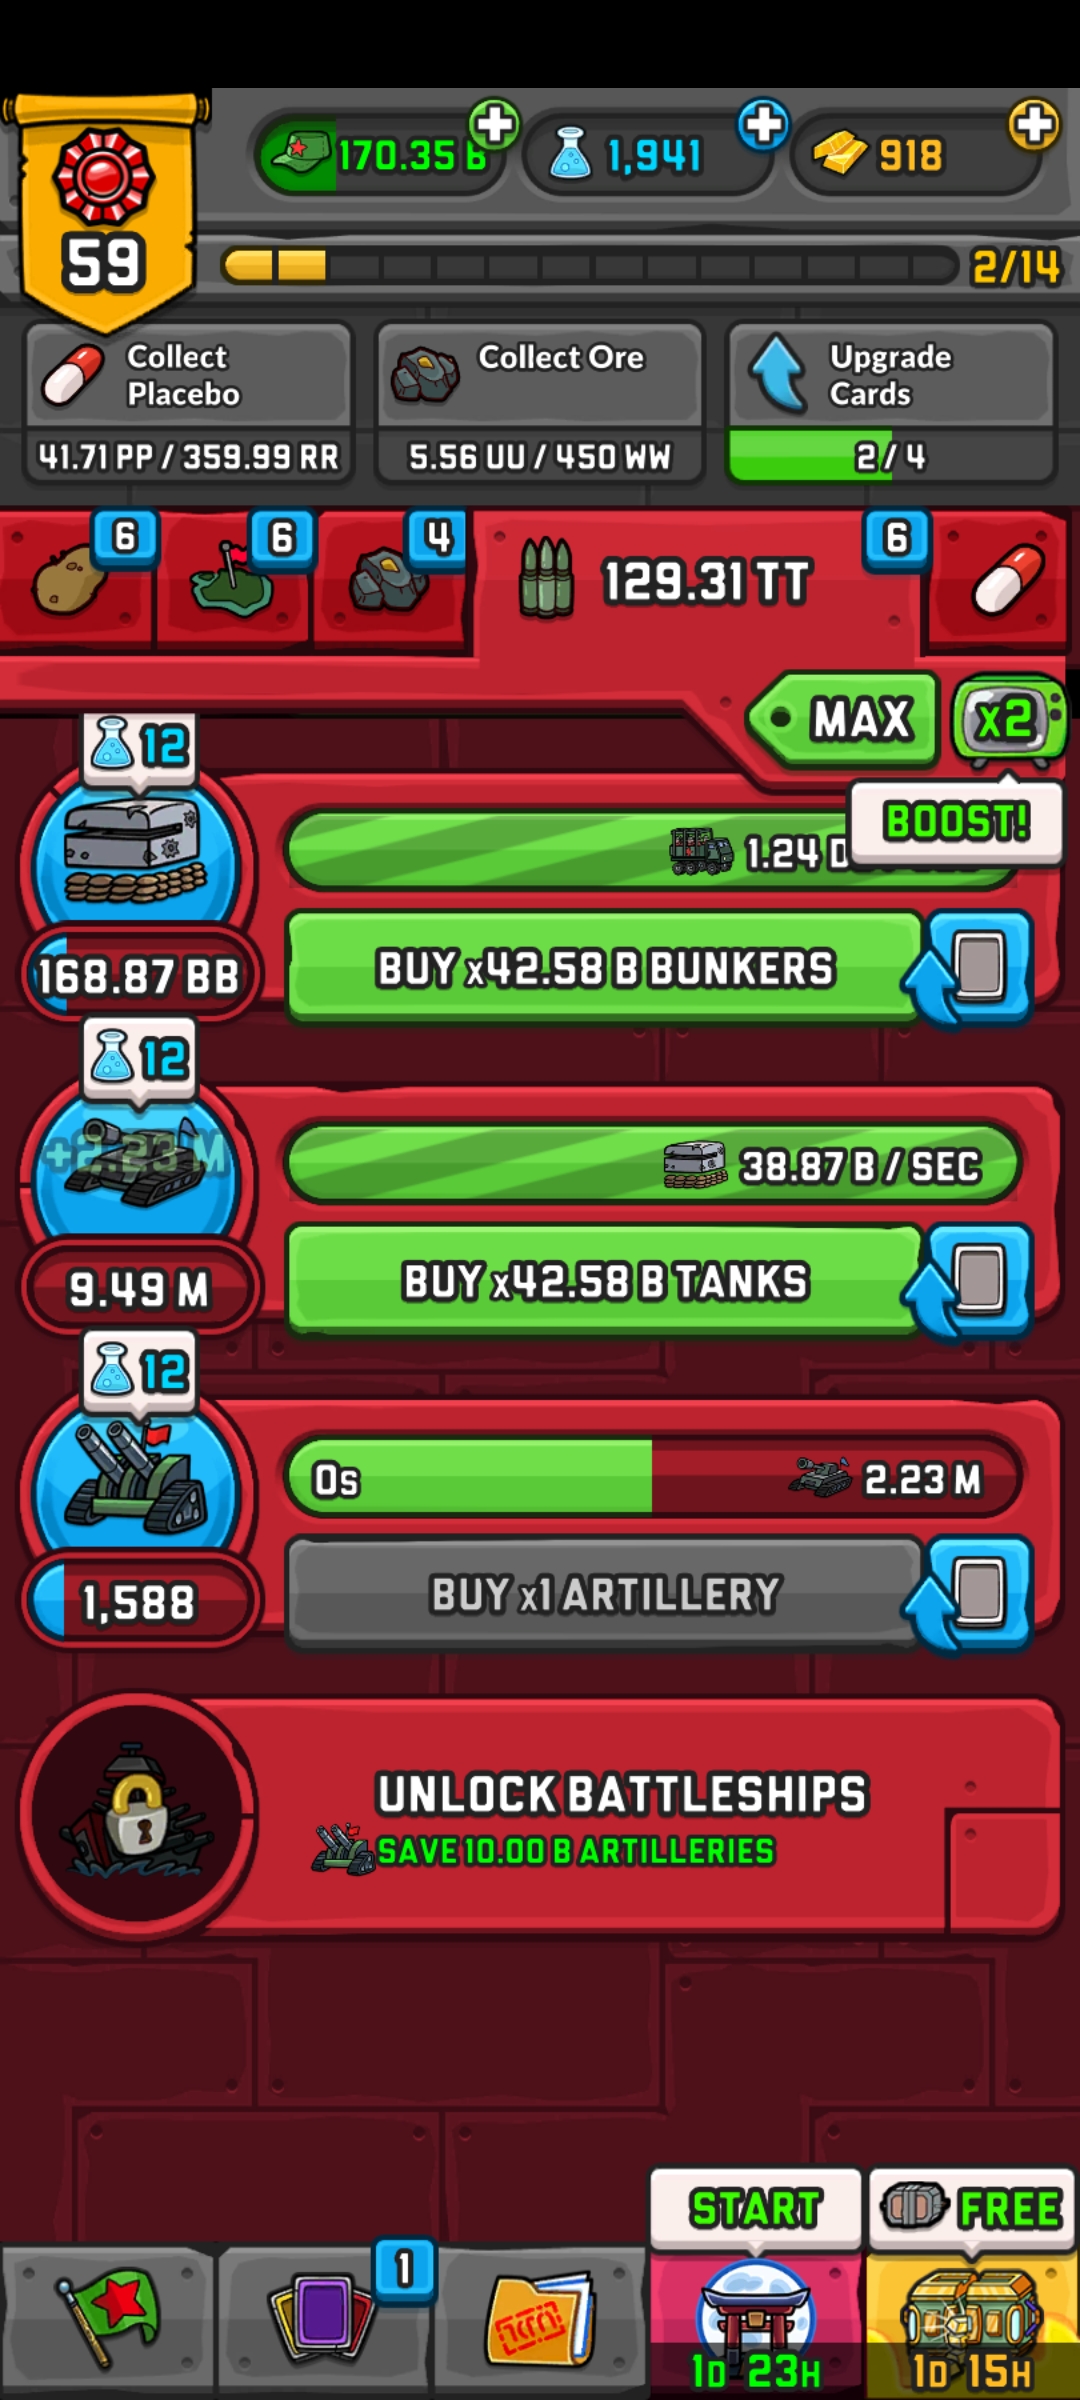 170.35 B
1,941
918
59
2/14
Collect
Placebo
41.71 PP / 359.99 RR
Collect Ore
5.56 UU / 450 WW
Upgrade
Cards
2/ 4
6
6
4
129.31 TT
6
MAX
x2
BOOST!
12
1.24
168.87 BB
BUY x42.58 B BUNKERS
12
+2.23 M
38.87 B / SEC
9.49 M
BUY x42.58 B TANKS
12
0s
2.23 M
1,588
BUY x1 ARTILLERY
UNLOCK BATTLESHIPS
SAVE 10.00 B ARTILLERIES
START
FREE
1
1D 23H
1D 15H